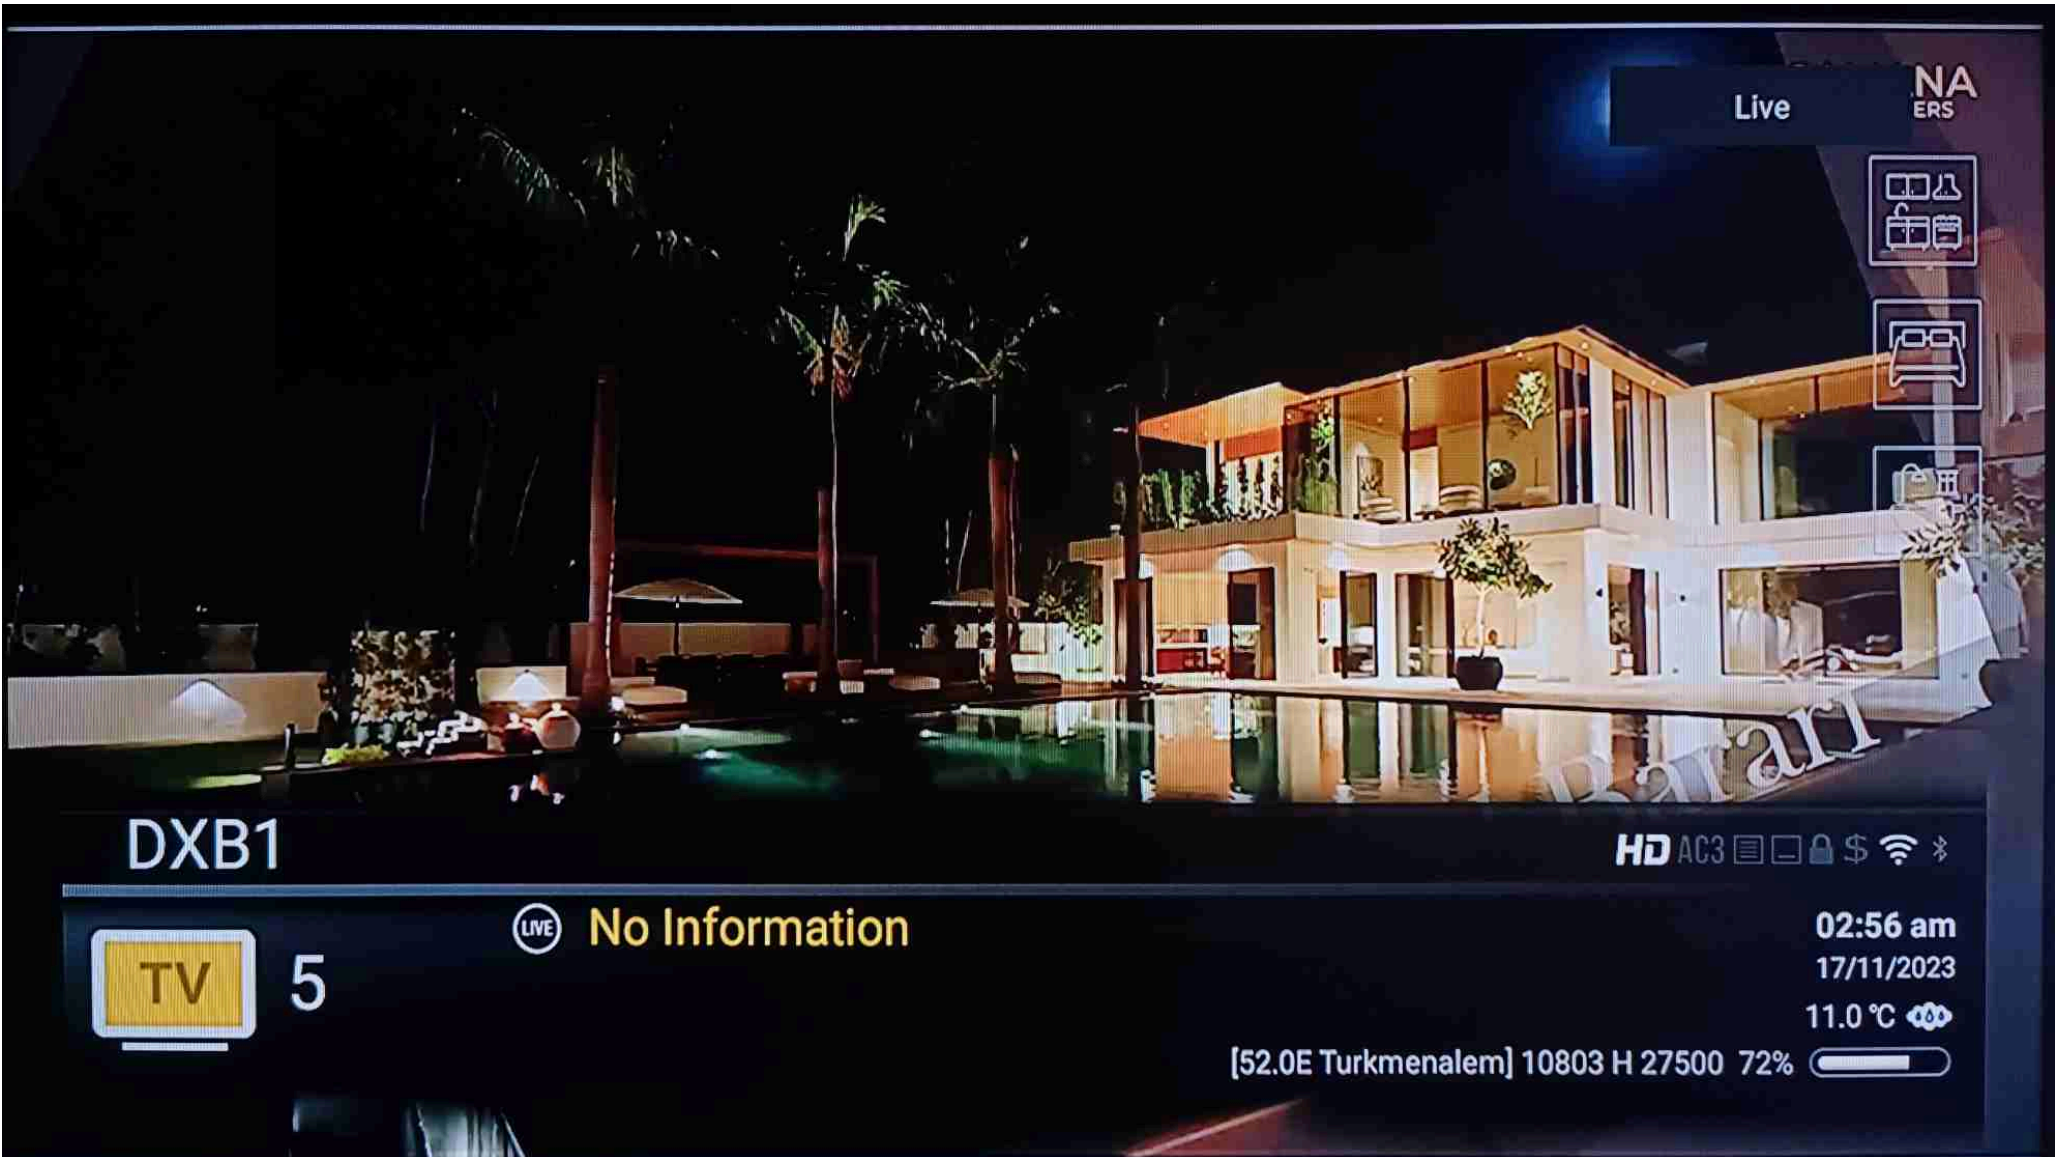 Live
NA
ERS
Barari
DXB1
HD AC3 $
LIVE No Information
TV 5
02:56 am
17/11/2023
11.0 °C
[52.0E Turkmenalem] 10803 H 27500 72%